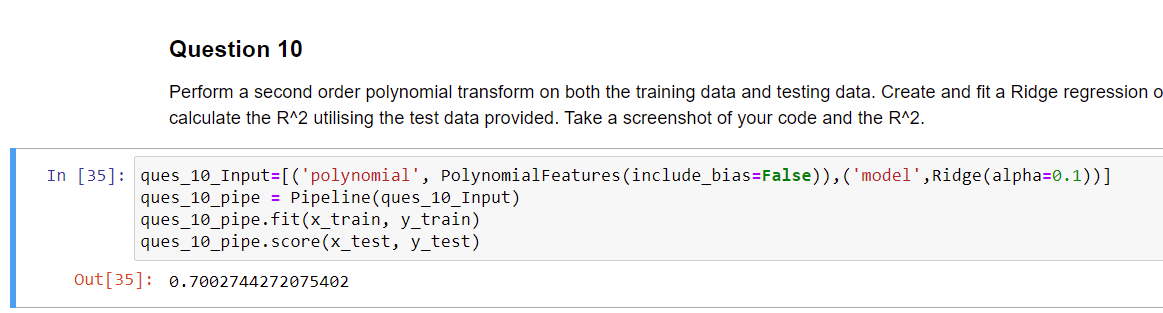 Question 10
Perform a second order polynomial transform on both the training data and testing data. Create and fit a Ridge regression o
calculate the R^2 utilising the test data provided. Take a screenshot of your code and the R^2.
In [35]: ques_10_Input=[('polynomial', PolynomialFeatures(include_bias=False)),('model',Ridge(alpha=0.1))]
ques_10_pipe = Pipeline(ques_10_Input)
ques_10_pipe.fit(x_train, y_train)
ques_10_pipe.score(x_test, y_test)
Out[35]: 0.7002744272075402